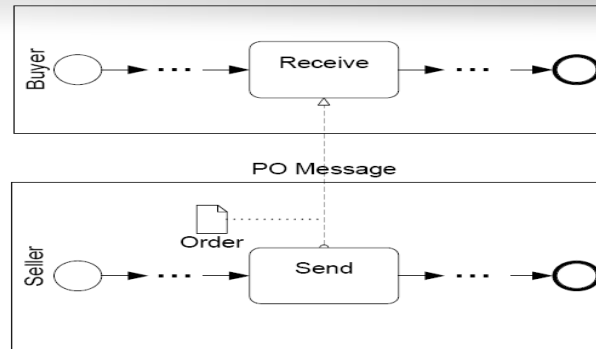 Buyer
Receive
PO Message
Order
Seller
Send